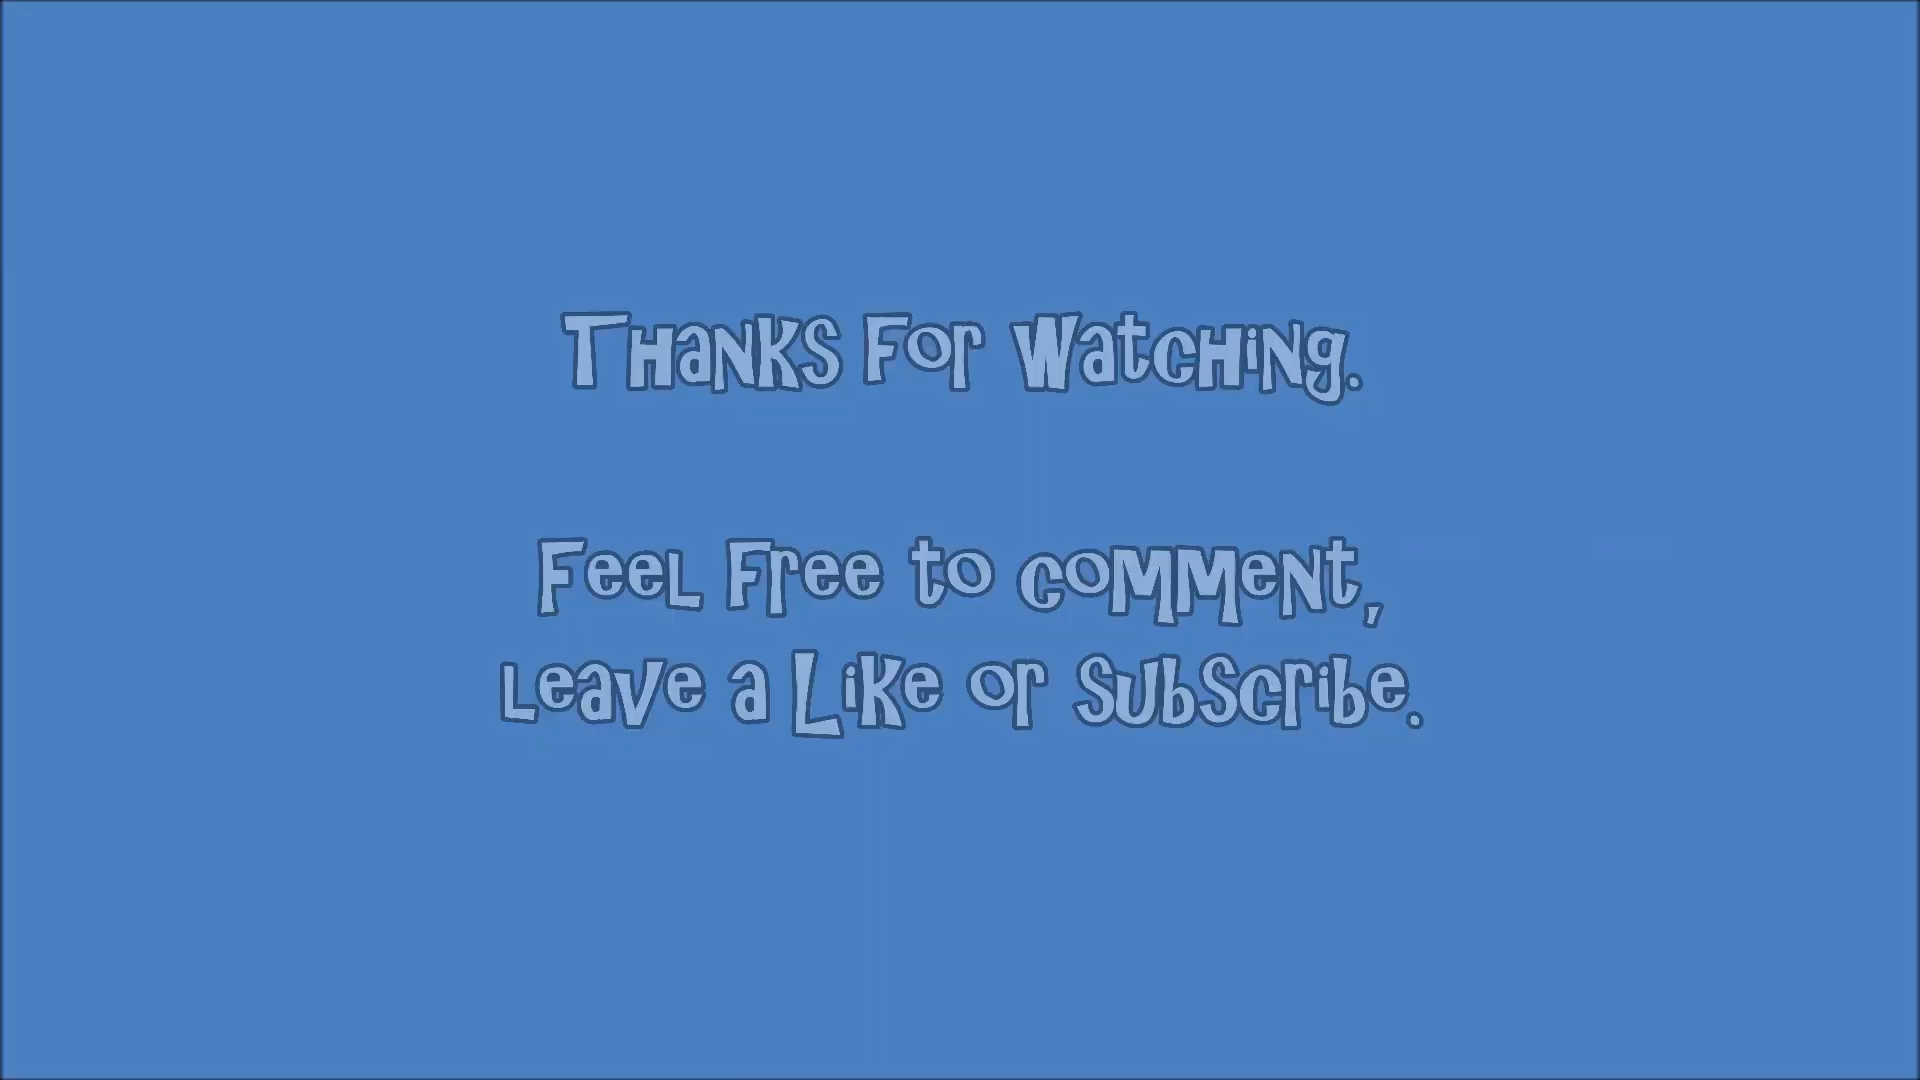 Thanks For Watching.
Feel Free to comment,
Leave a Like or Subscribe.